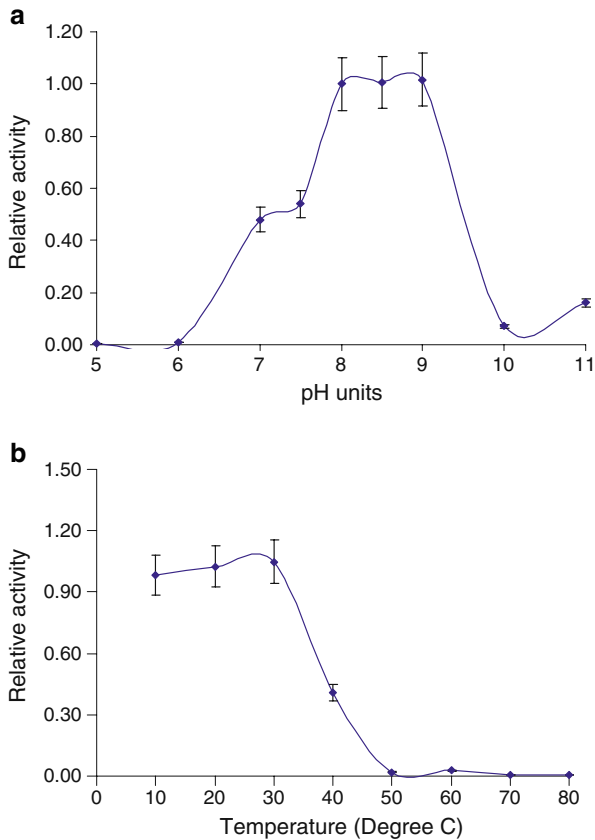 a
1.20
1.00
0.80
0.60
0.40
0.20
0.00
Relative activity
5 6 7 8 9 10 11
pH units
b
1.50
1.20
0.90
0.60
0.30
0.00
Relative activity
0 10 20 30 40 50 60 70 80
Temperature (Degree C)